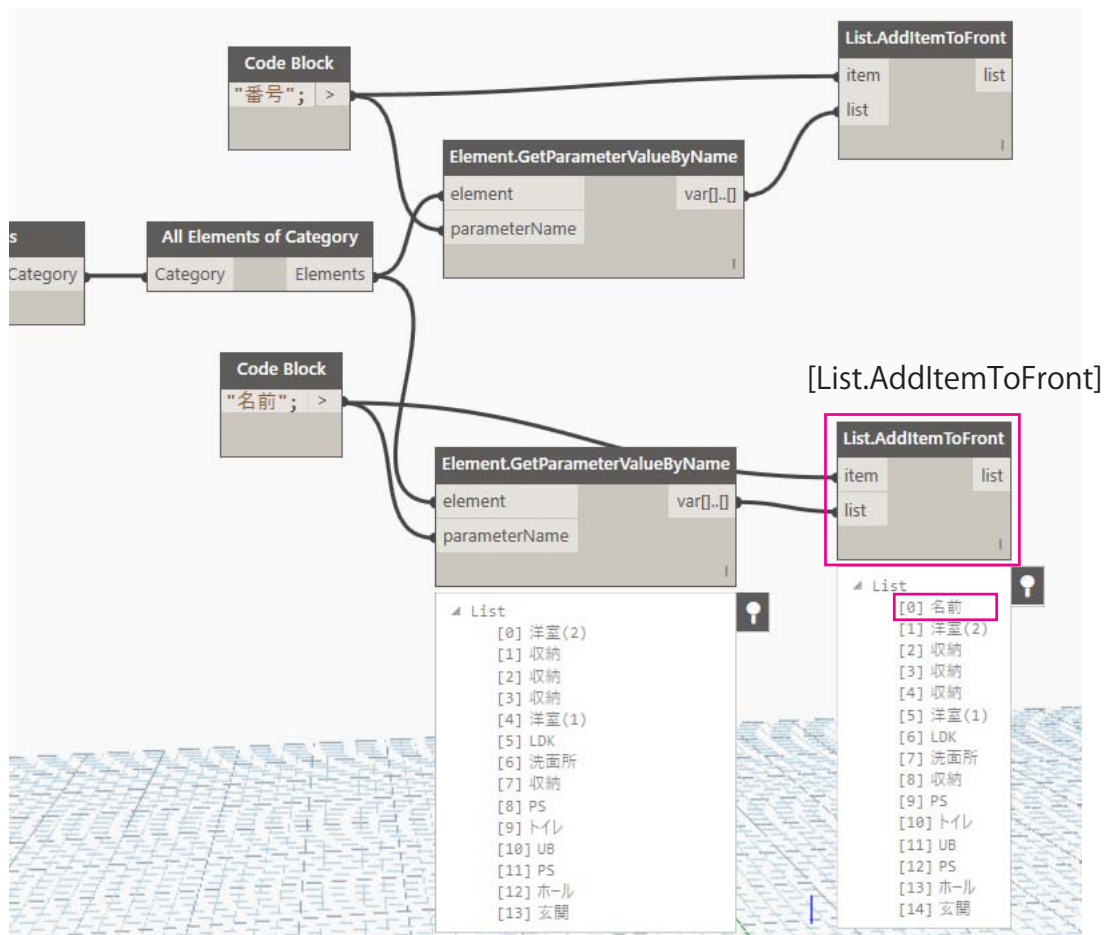 List.AddItemToFront
item list
list
Code Block
"番号"; >
Element.GetParameterValueByName
element var[]..[]
parameterName
s
Category
All Elements of Category
Category Elements
Code Block
"名前"; >
[List.AddItemToFront]
List.AddItemToFront
item list
list
Element.GetParameterValueByName
element var[]..[]
parameterName
List
[0] 洋室(2)
[1] 収納
[2] 収納
[3] 収納
[4] 洋室(1)
[5] LDK
[6] 洗面所
[7] 収納
[8] PS
[9] トイレ
[10] UB
[11] PS
[12] ホール
[13] 玄関
List
[0] 名前
[1] 洋室(2)
[2] 収納
[3] 収納
[4] 収納
[5] 洋室(1)
[6] LDK
[7] 洗面所
[8] 収納
[9] PS
[10] トイレ
[11] UB
[12] PS
[13] ホール
[14] 玄関